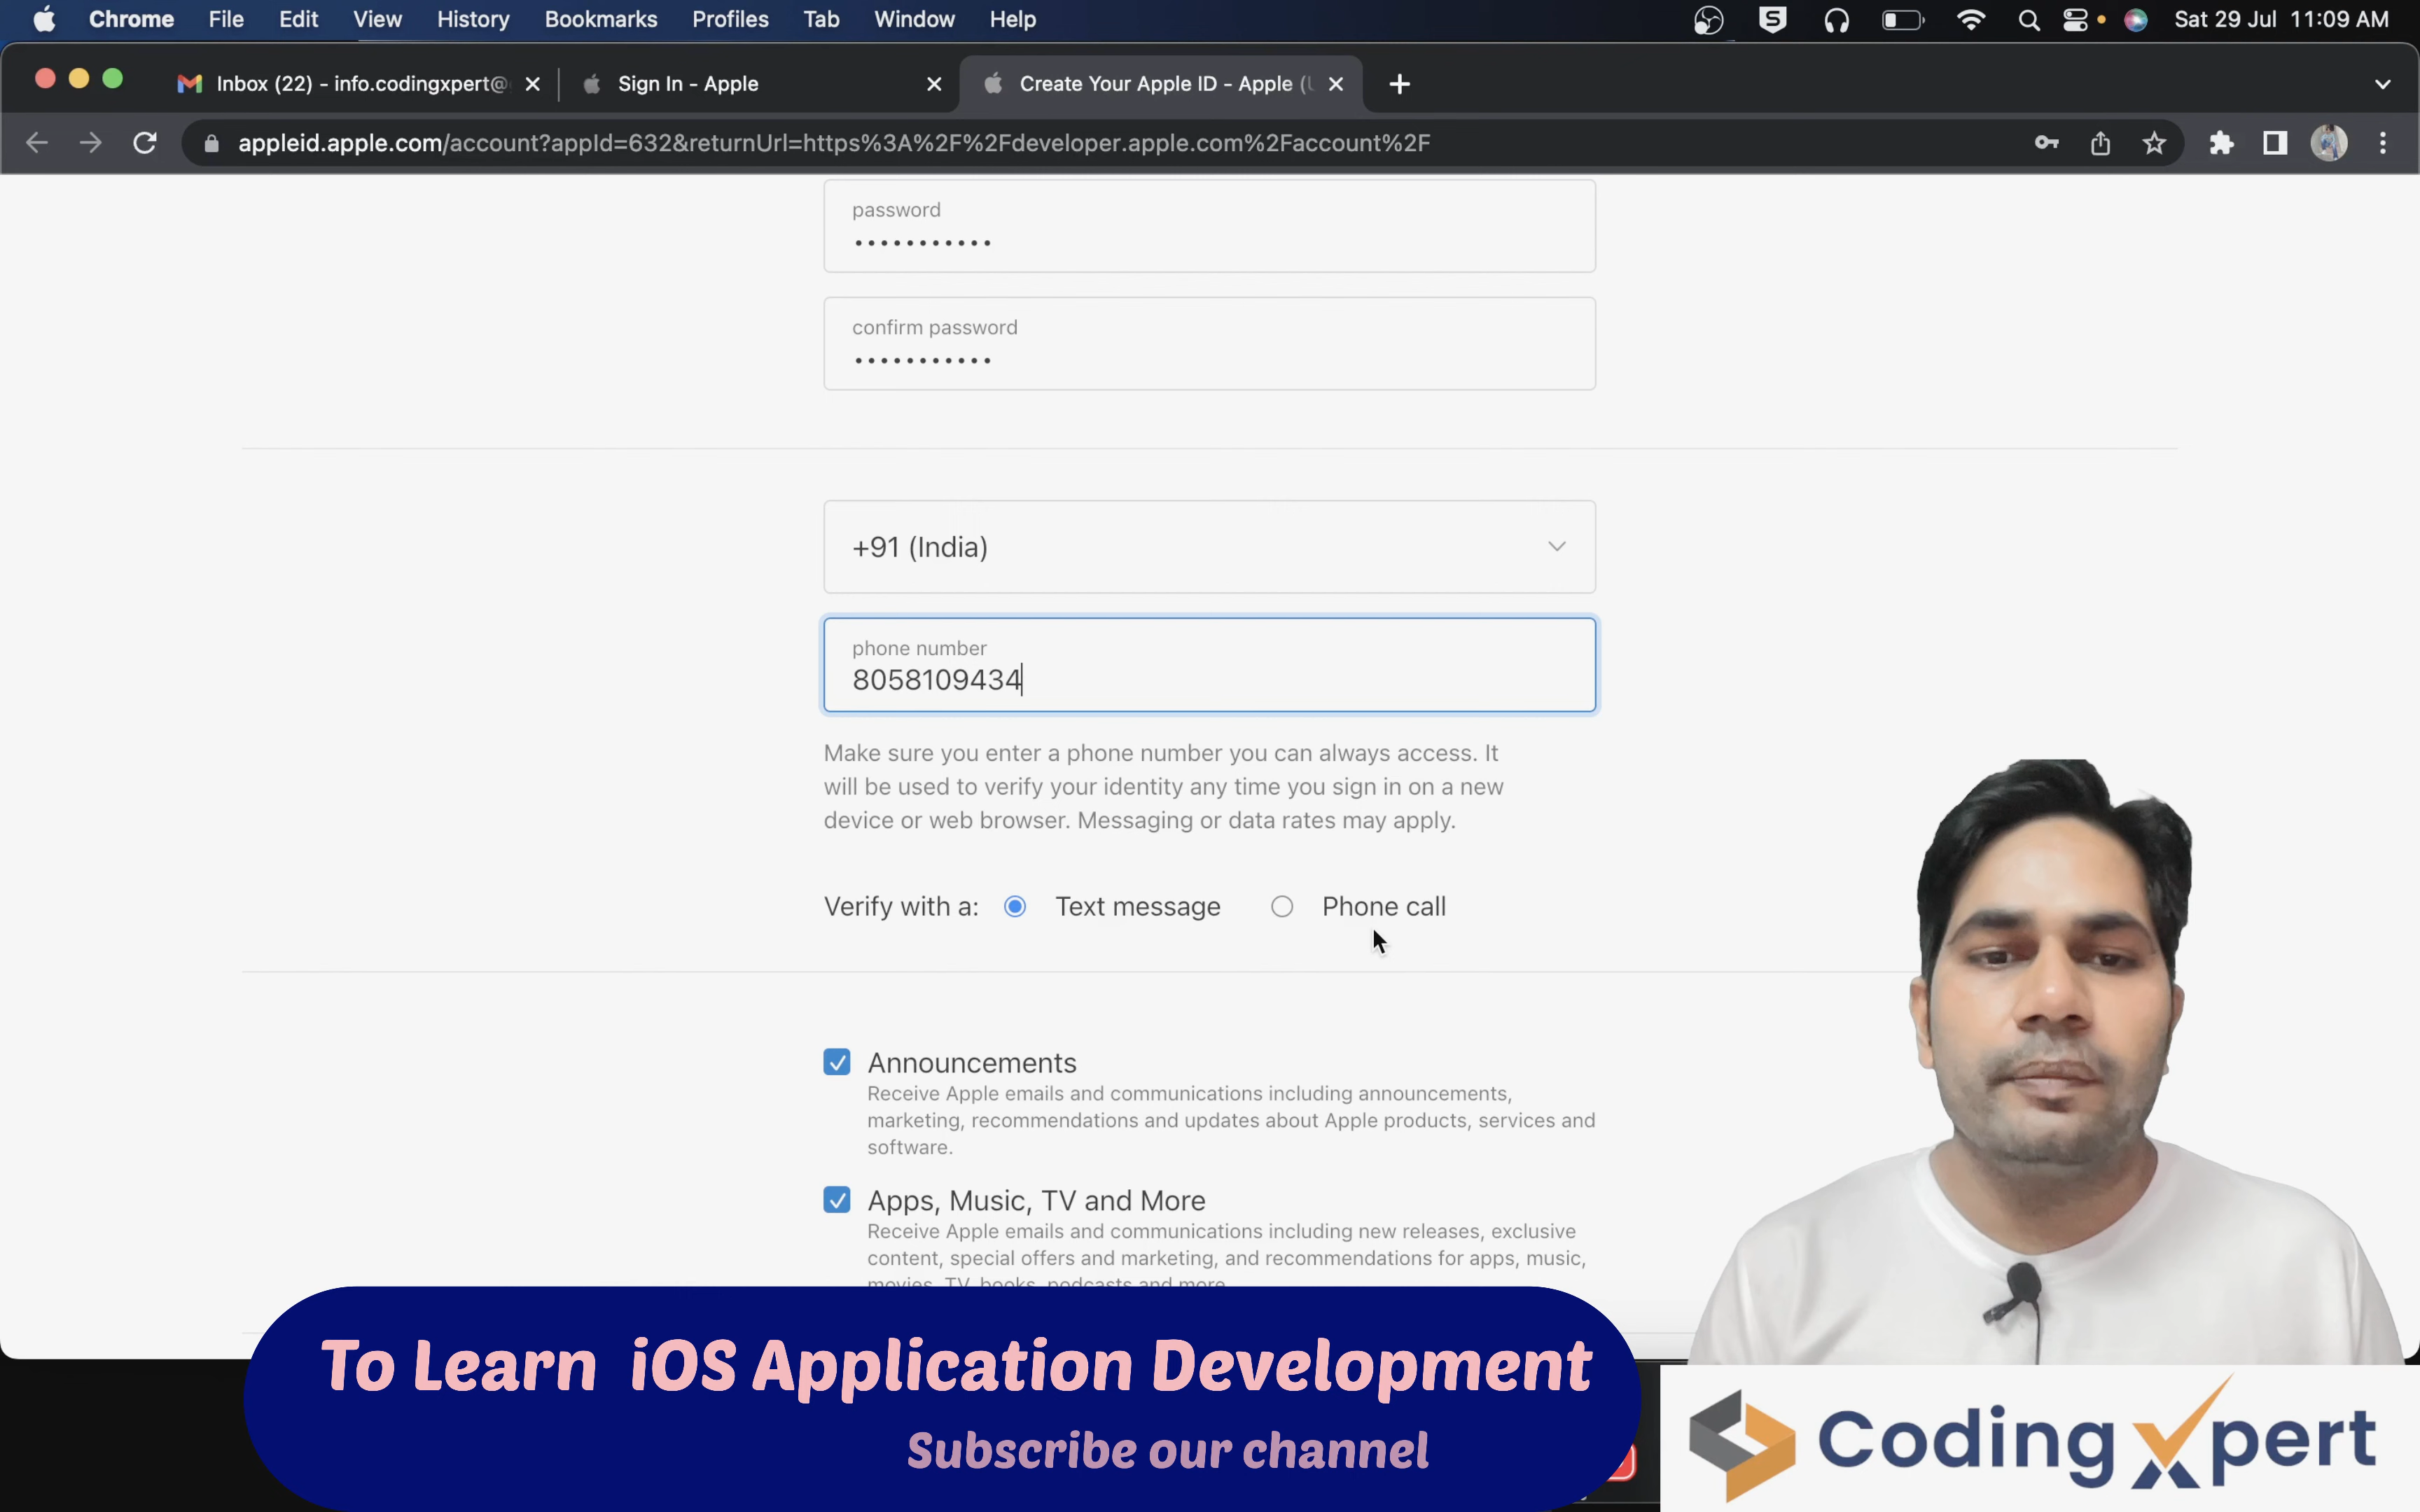 Chrome File Edit View History Bookmarks Profiles Tab Window Help Sat 29 Jul 11:09 AM
Inbox (22) - info.codingxpert@ Sign In - Apple Create Your Apple ID - Apple (
appleid.apple.com/account?appId=632&returnUrl=https%3A%2F%2Fdeveloper.apple.com%2Faccount%2F
password
confirm password
+91 (India)
phone number
8058109434
Make sure you enter a phone number you can always access. It
will be used to verify your identity any time you sign in on a new
device or web browser. Messaging or data rates may apply.
Verify with a: Text message Phone call
Announcements
Receive Apple emails and communications including announcements,
marketing, recommendations and updates about Apple products, services and
software.
Apps, Music, TV and More
Receive Apple emails and communications including new releases, exclusive
content, special offers and marketing, and recommendations for apps, music,
movies, TV, books, podcasts and more.
To Learn iOS Application Development
Subscribe our channel
CodingXpert